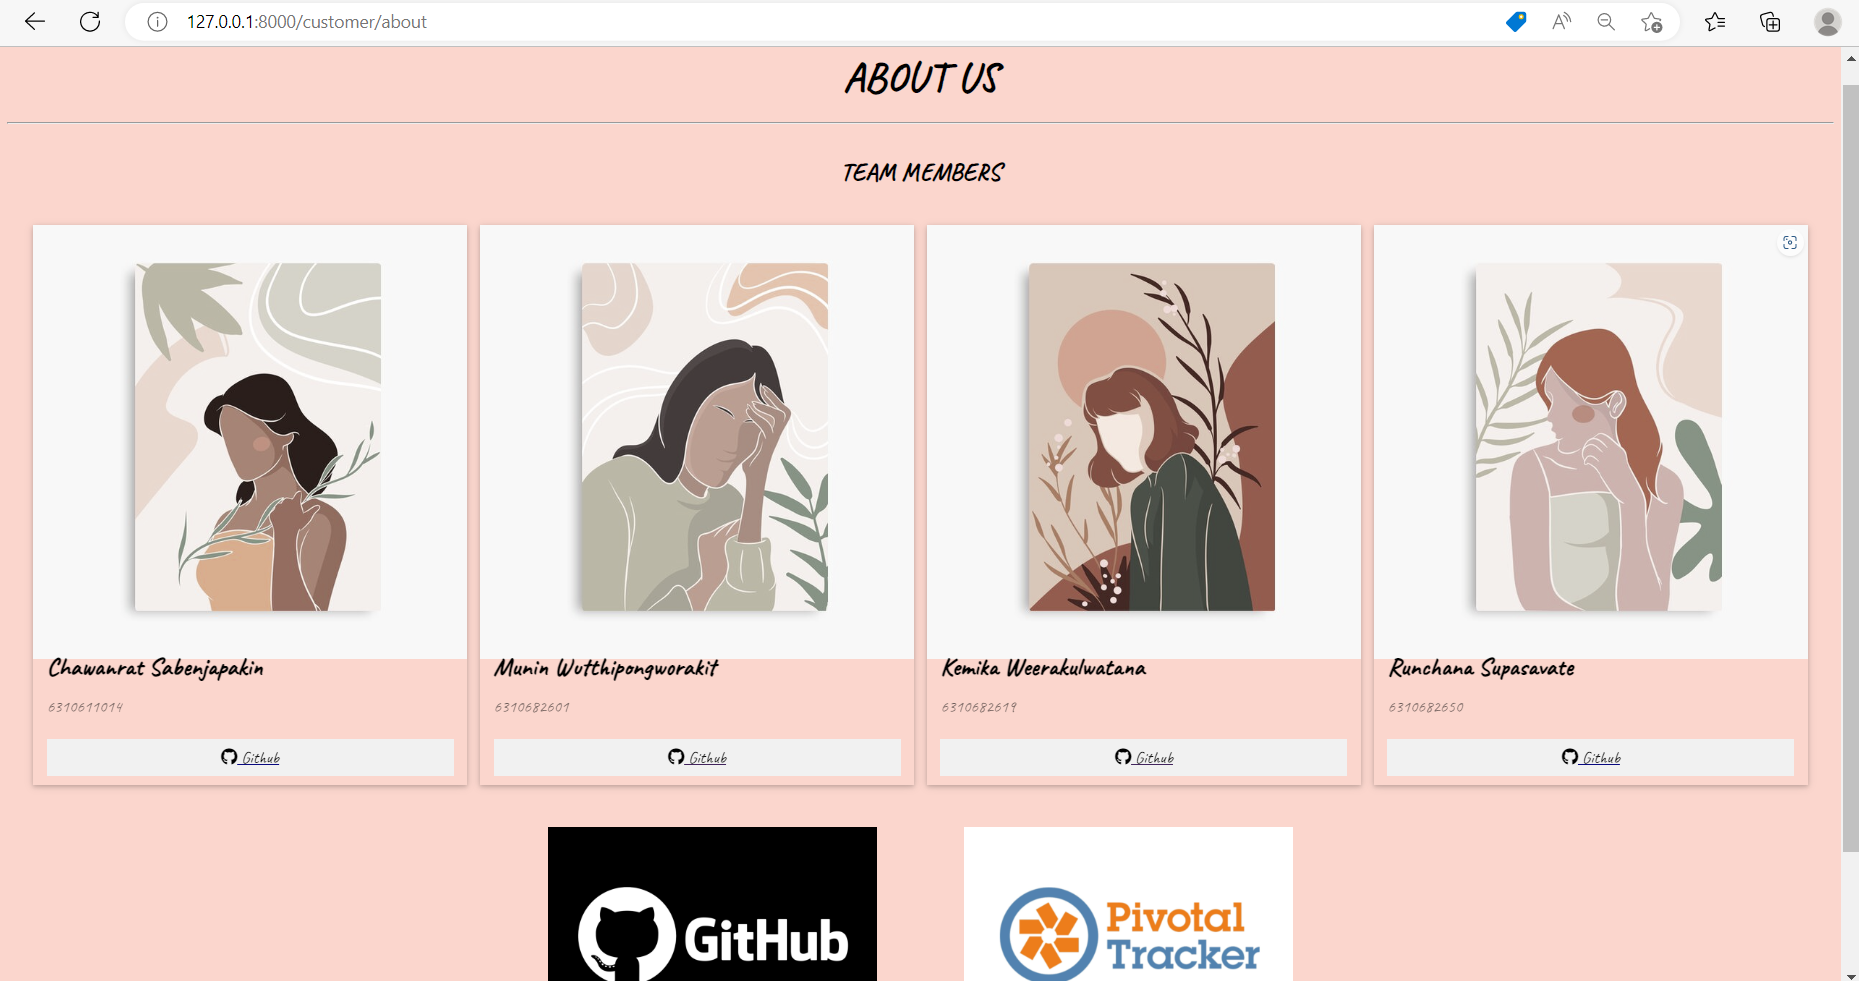 127.0.0.1:8000/customer/about
ABOUT US
TEAM MEMBERS
Chawanrat Sabenjapakin
6310611014
Github
Munin Wutthipongworakit
6310682601
Github
Kemika Weerakulwatana
6310682619
Github
Runchana Supasavate
6310682650
Github
GitHub
Pivotal
Tracker